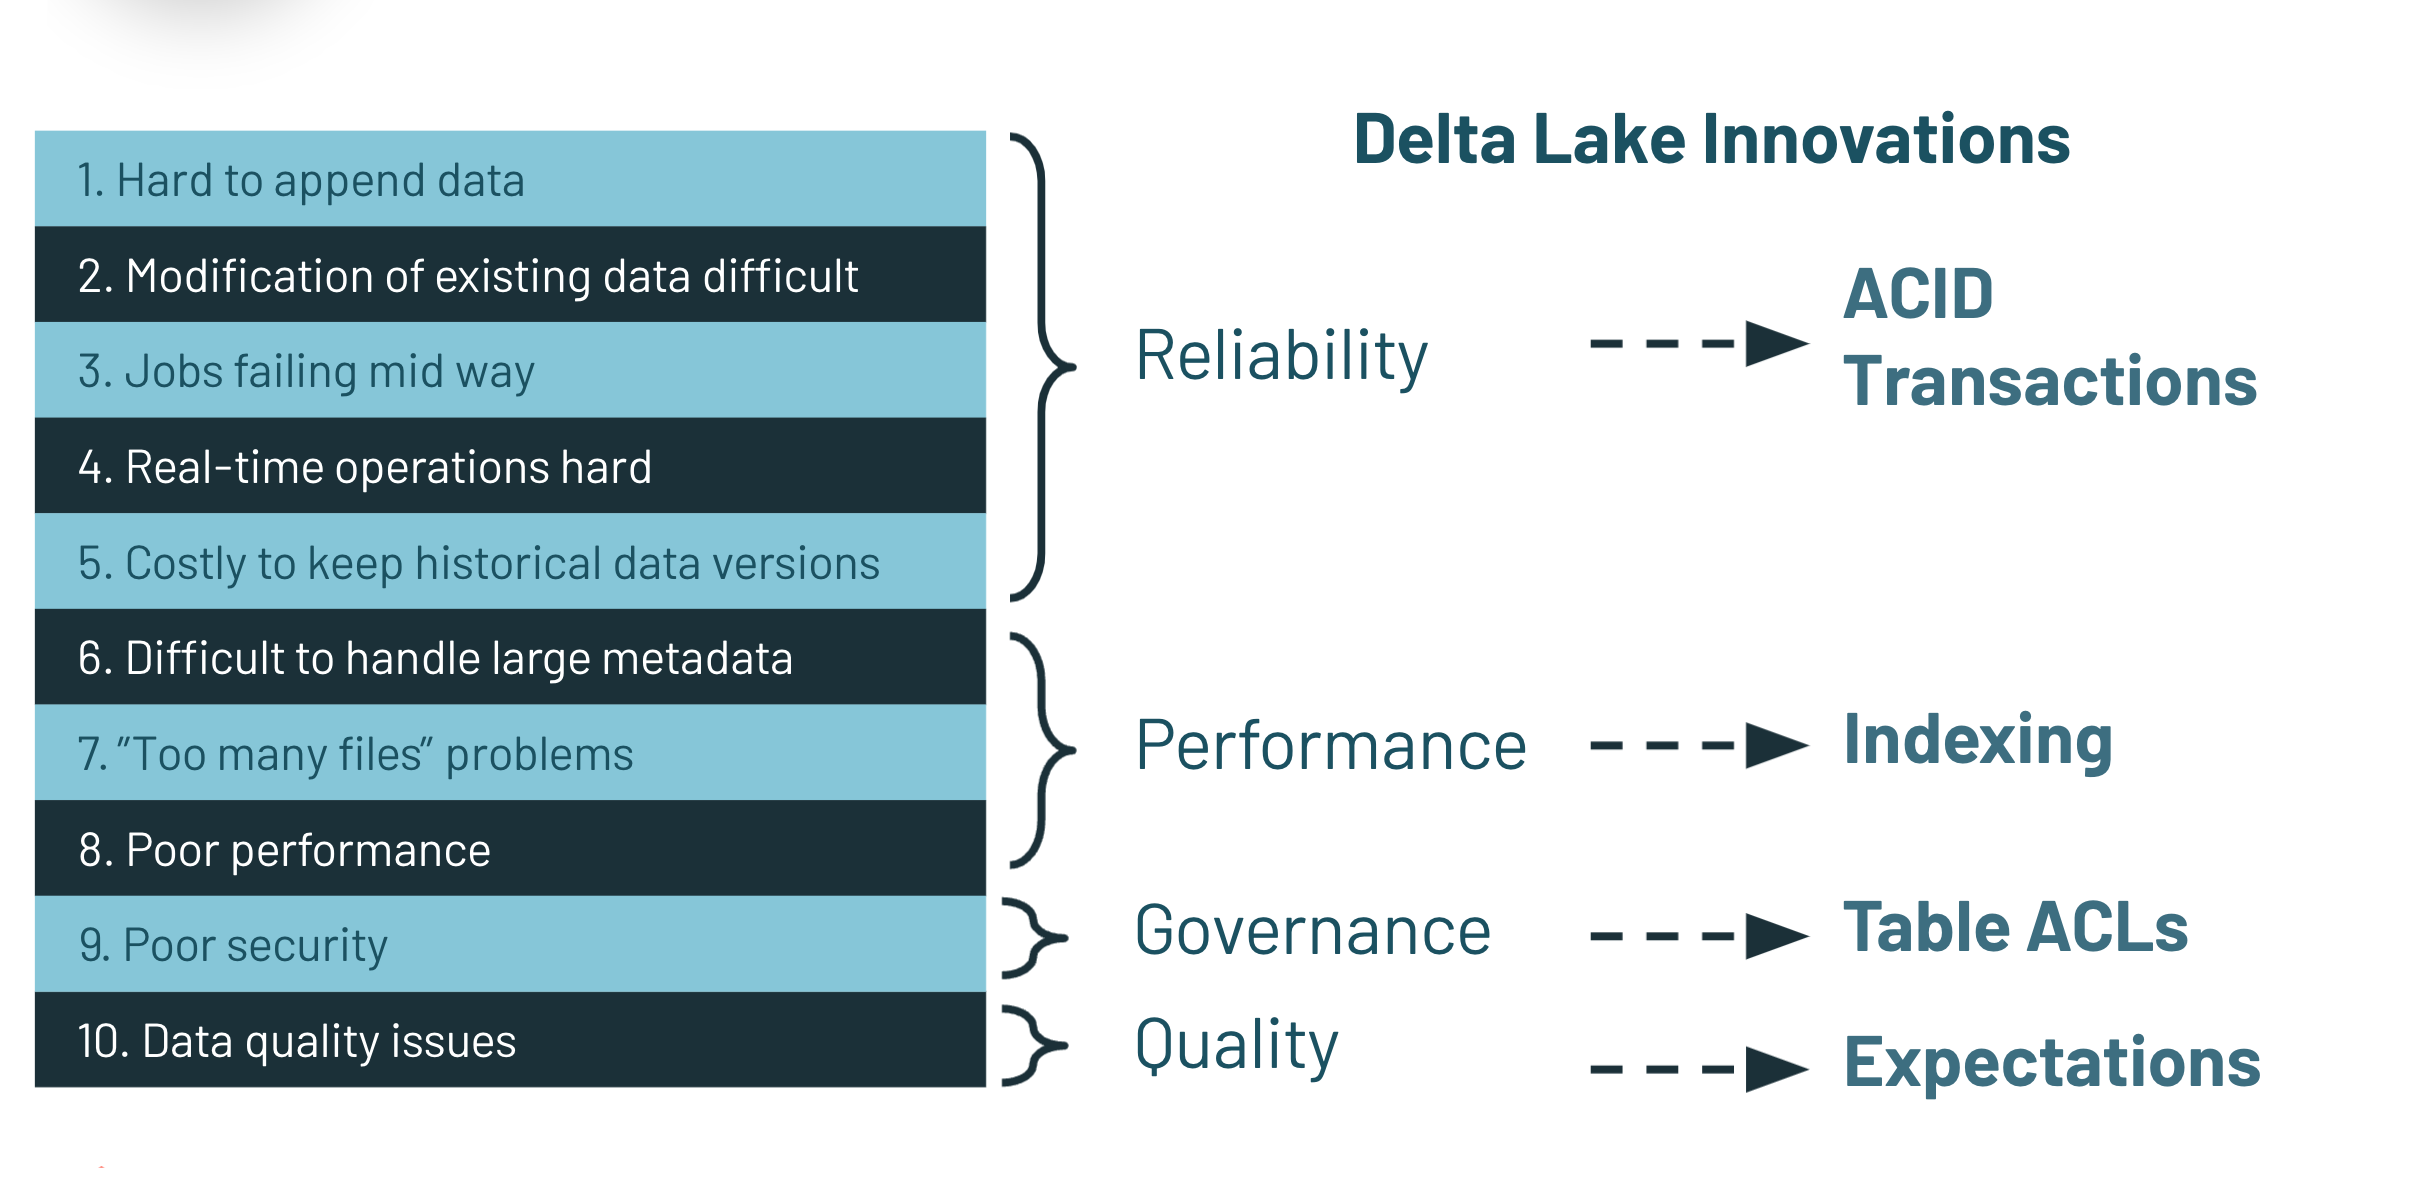 Delta Lake Innovations
1. Hard to append data
2. Modification of existing data difficult
3. Jobs failing mid way
4. Real-time operations hard
5. Costly to keep historical data versions
6. Difficult to handle large metadata
7. ”Too many files” problems
8. Poor performance
9. Poor security
10. Data quality issues
Reliability
ACID
Transactions
Performance
Indexing
Governance
Table ACLs
Quality
Expectations